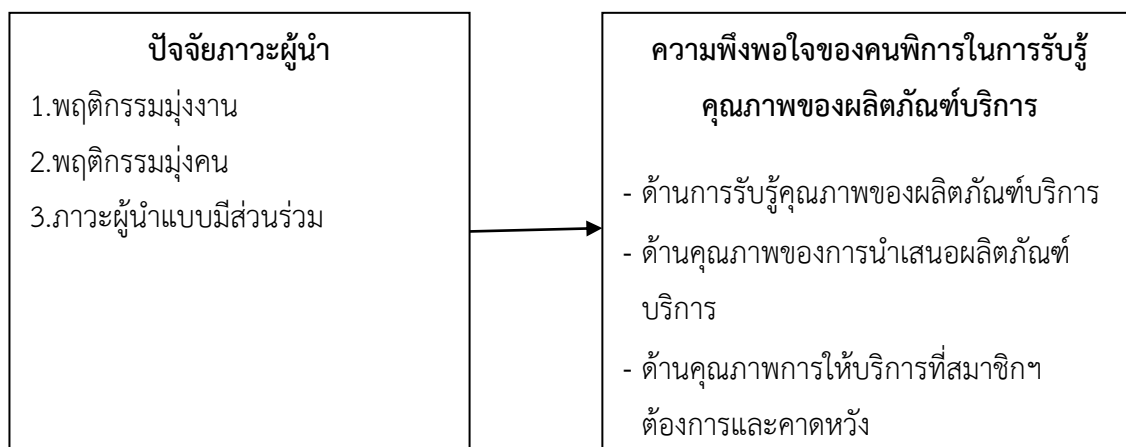 ปัจจัยภาวะผู้นำ
1.พฤติกรรมมุ่งงาน
2.พฤติกรรมมุ่งคน
3.ภาวะผู้นำแบบมีส่วนร่วม
ความพึงพอใจของคนพิการในการรับรู้
คุณภาพของผลิตภัณฑ์บริการ
- ด้านการรับรู้คุณภาพของผลิตภัณฑ์บริการ
- ด้านคุณภาพของการนำเสนอผลิตภัณฑ์
บริการ
- ด้านคุณภาพการให้บริการที่สมาชิกฯ
ต้องการและคาดหวัง